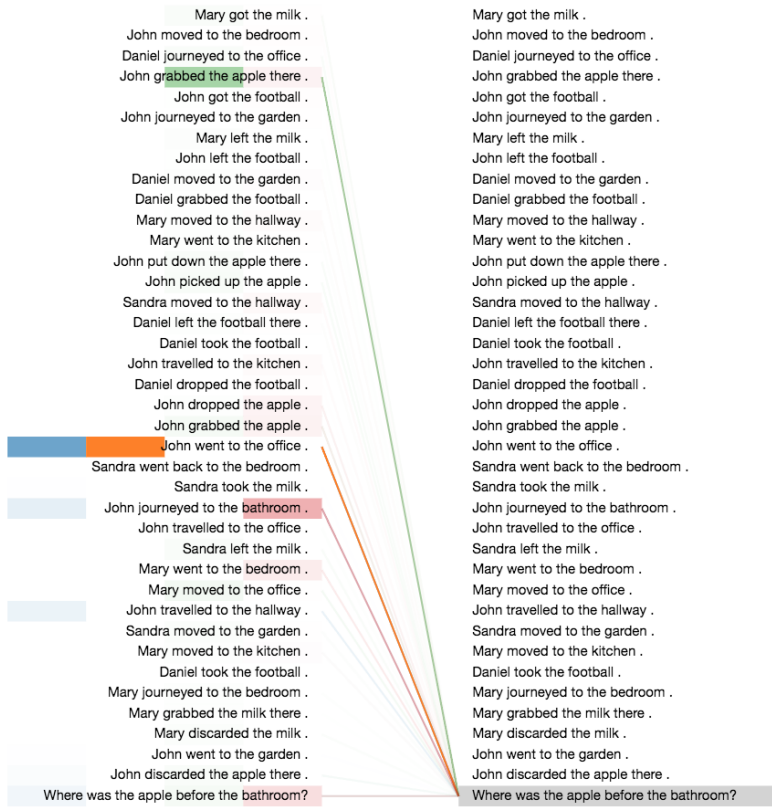 Mary got the milk .
John moved to the bedroom .
Daniel journeyed to the office .
John grabbed the apple there .
John got the football .
John journeyed to the garden .
Mary left the milk .
John left the football .
Daniel moved to the garden .
Daniel grabbed the football .
Mary moved to the hallway .
Mary went to the kitchen .
John put down the apple there .
John picked up the apple .
Sandra moved to the hallway .
Daniel left the football there .
Daniel took the football .
John travelled to the kitchen .
Daniel dropped the football .
John dropped the apple .
John grabbed the apple .
John went to the office .
Sandra went back to the bedroom .
Sandra took the milk .
John journeyed to the bathroom .
John travelled to the office .
Sandra left the milk .
Mary went to the bedroom .
Mary moved to the office .
John travelled to the hallway .
Sandra moved to the garden .
Mary moved to the kitchen .
Daniel took the football .
Mary journeyed to the bedroom .
Mary grabbed the milk there .
Mary discarded the milk .
John went to the garden .
John discarded the apple there .
Where was the apple before the bathroom?
Mary got the milk .
John moved to the bedroom .
Daniel journeyed to the office .
John grabbed the apple there .
John got the football .
John journeyed to the garden .
Mary left the milk .
John left the football .
Daniel moved to the garden .
Daniel grabbed the football .
Mary moved to the hallway .
Mary went to the kitchen .
John put down the apple there .
John picked up the apple .
Sandra moved to the hallway .
Daniel left the football there .
Daniel took the football .
John travelled to the kitchen .
Daniel dropped the football .
John dropped the apple .
John grabbed the apple .
John went to the office .
Sandra went back to the bedroom .
Sandra took the milk .
John journeyed to the bathroom .
John travelled to the office .
Sandra left the milk .
Mary went to the bedroom .
Mary moved to the office .
John travelled to the hallway .
Sandra moved to the garden .
Mary moved to the kitchen .
Daniel took the football .
Mary journeyed to the bedroom .
Mary grabbed the milk there .
Mary discarded the milk .
John went to the garden .
John discarded the apple there .
Where was the apple before the bathroom?